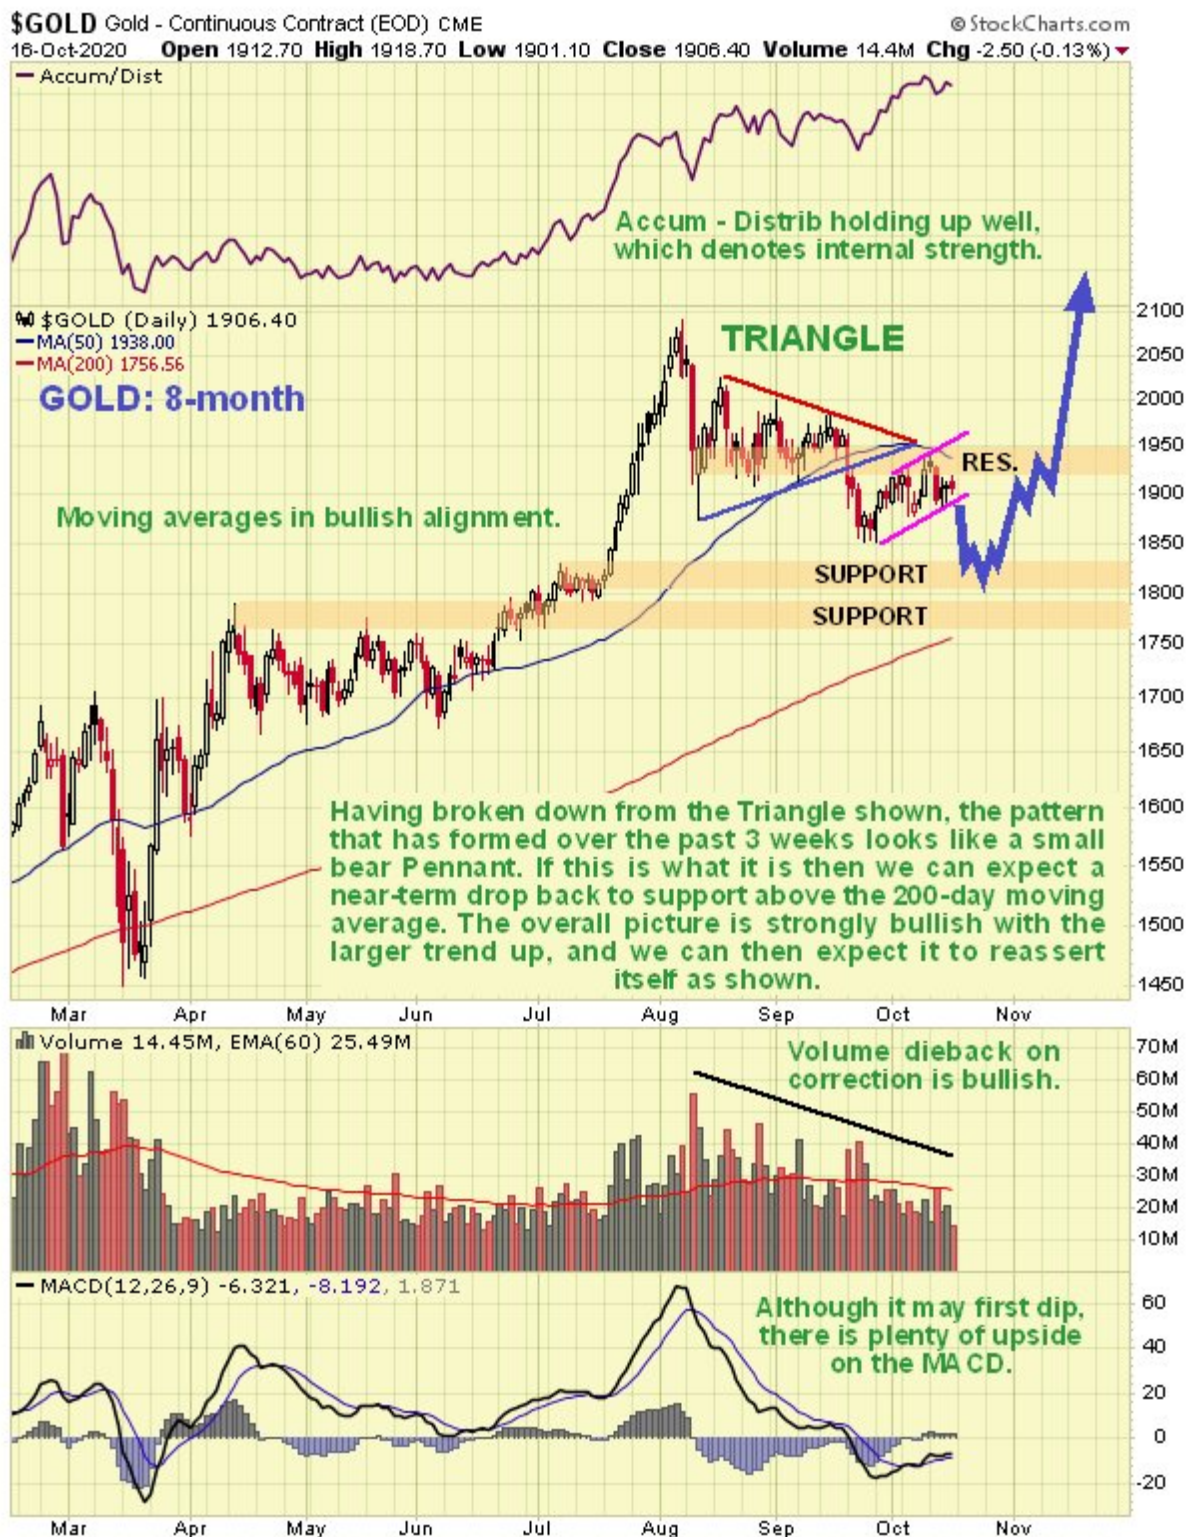 $GOLD Gold - Continuous Contract (EOD) CME © StockCharts.com
16-Oct-2020 Open 1912.70 High 1918.70 Low 1901.10 Close 1906.40 Volume 14.4M Chg -2.50 (-0.13%)
Accum/Dist
Accum - Distrib holding up well,
which denotes internal strength.
$GOLD (Daily) 1906.40
MA(50) 1938.00
MA(200) 1756.56
GOLD: 8-month
TRIANGLE
RES.
Moving averages in bullish alignment.
SUPPORT
SUPPORT
2100
2050
2000
1950
1900
1850
1800
1750
1700
1650
1600
1550
1500
1450
Having broken down from the Triangle shown, the pattern
that has formed over the past 3 weeks looks like a small
bear Pennant. If this is what it is then we can expect a
near-term drop back to support above the 200-day moving
average. The overall picture is strongly bullish with the
larger trend up, and we can then expect it to reassert
itself as shown.
Mar Apr May Jun Jul Aug Sep Oct Nov
Volume 14.45M, EMA(60) 25.49M
Volume dieback on
correction is bullish.
70M
60M
50M
40M
30M
20M
10M
MACD(12,26,9) -6.321, -8.192, 1.871
Although it may first dip,
there is plenty of upside
on the MACD.
60
40
20
0
-20
Mar Apr May Jun Jul Aug Sep Oct Nov